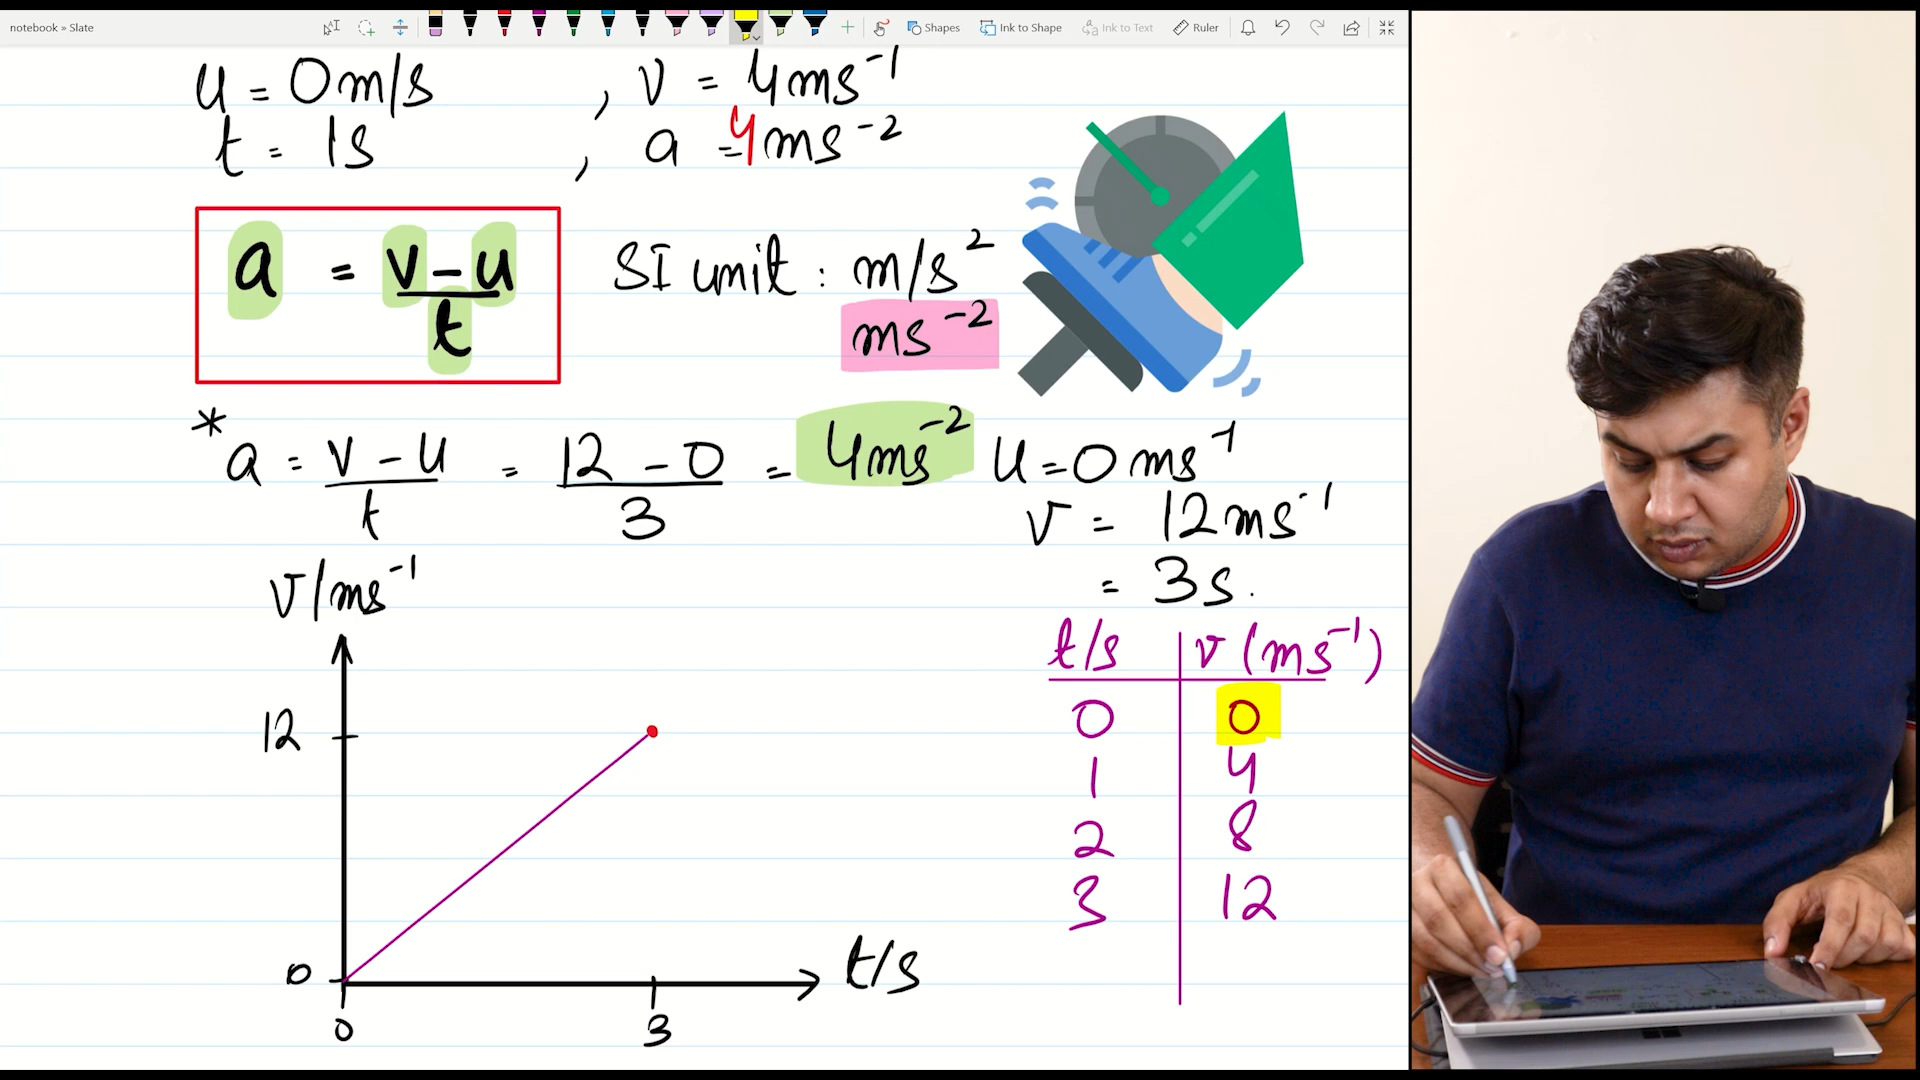 notebook » Slate
Shapes Ink to Shape Ink to Text Ruler
u = 0m/s , v = 4ms⁻¹
t = 1s , a = 4ms⁻²
a = v-u / t
SI unit : m/s²
ms⁻²
* a = v - u / t = 12 - 0 / 3 = 4ms⁻² u = 0ms⁻¹
v = 12ms⁻¹
= 3s.
v/ms⁻¹
t/s v (ms⁻¹)
0 0
1 4
2 8
3 12
12
0
t/s
0 3